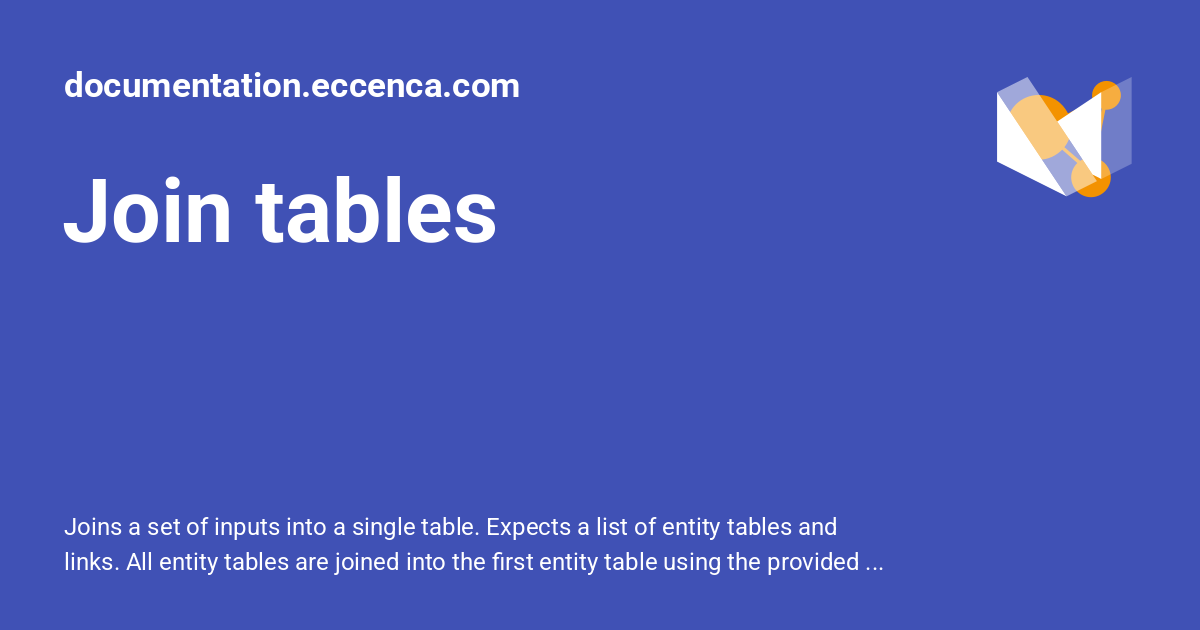 documentation.eccenca.com
Join tables
Joins a set of inputs into a single table. Expects a list of entity tables and
links. All entity tables are joined into the first entity table using the provided ...